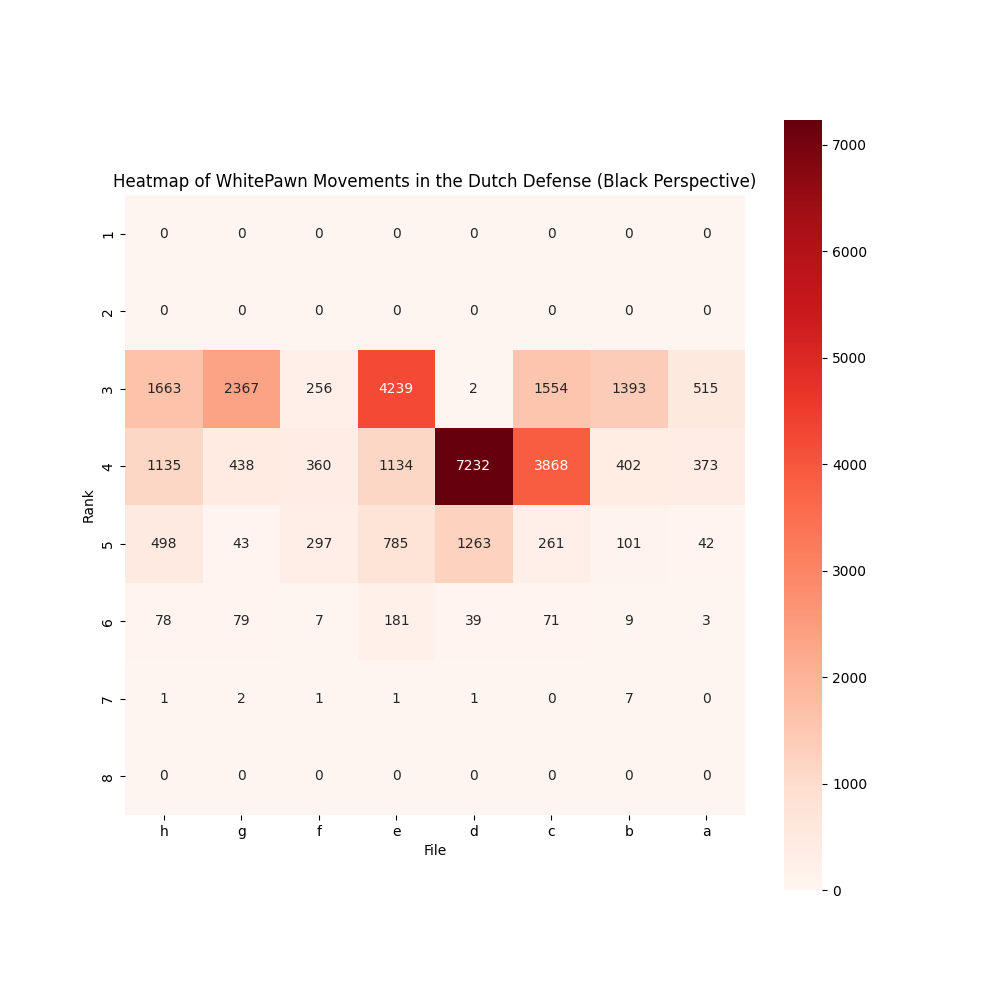 Heatmap of WhitePawn Movements in the Dutch Defense (Black Perspective)
1 0 0 0 0 0 0 0 0
2 0 0 0 0 0 0 0 0
3 1663 2367 256 4239 2 1554 1393 515
4 1135 438 360 1134 7232 3868 402 373
5 498 43 297 785 1263 261 101 42
6 78 79 7 181 39 71 9 3
7 1 2 1 1 1 0 7 0
8 0 0 0 0 0 0 0 0
h g f e d c b a
File
Rank
7000
6000
5000
4000
3000
2000
1000
0